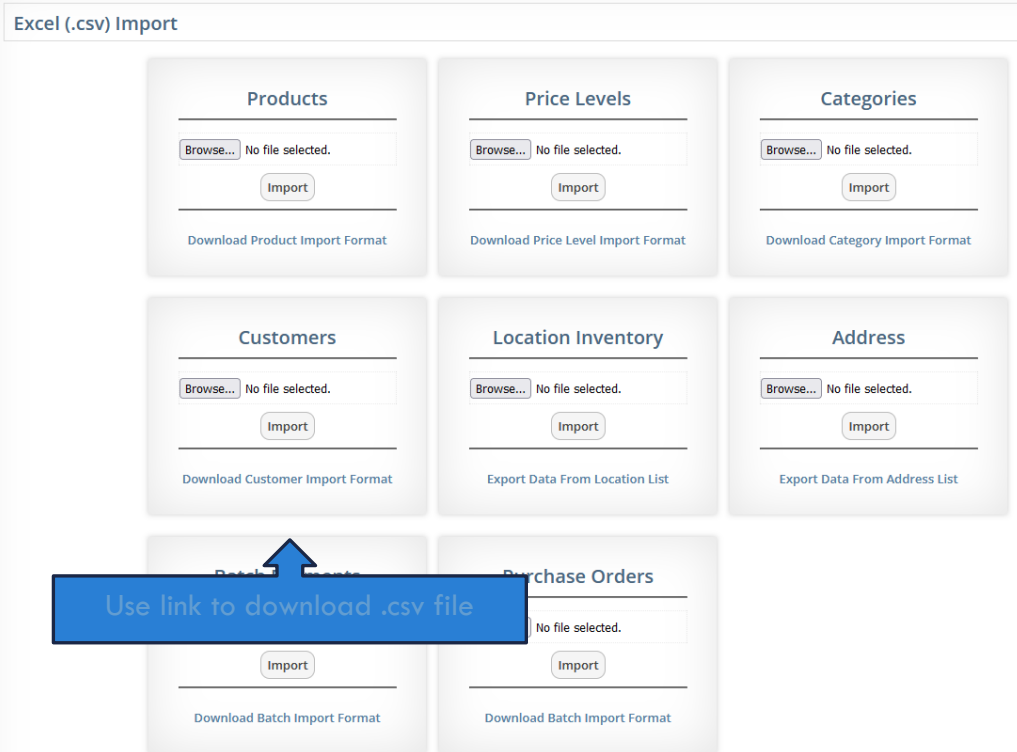 Excel (.csv) Import
Products Price Levels Categories
Browse... No file selected. Browse... No file selected. Browse... No file selected.
Import Import Import
Download Product Import Format Download Price Level Import Format Download Category Import Format
Customers Location Inventory Address
Browse... No file selected. Browse... No file selected. Browse... No file selected.
Import Import Import
Download Customer Import Format Export Data From Location List Export Data From Address List
Batch Purchase Orders
Use link to download .csv file
No file selected.
Import Import
Download Batch Import Format Download Batch Import Format